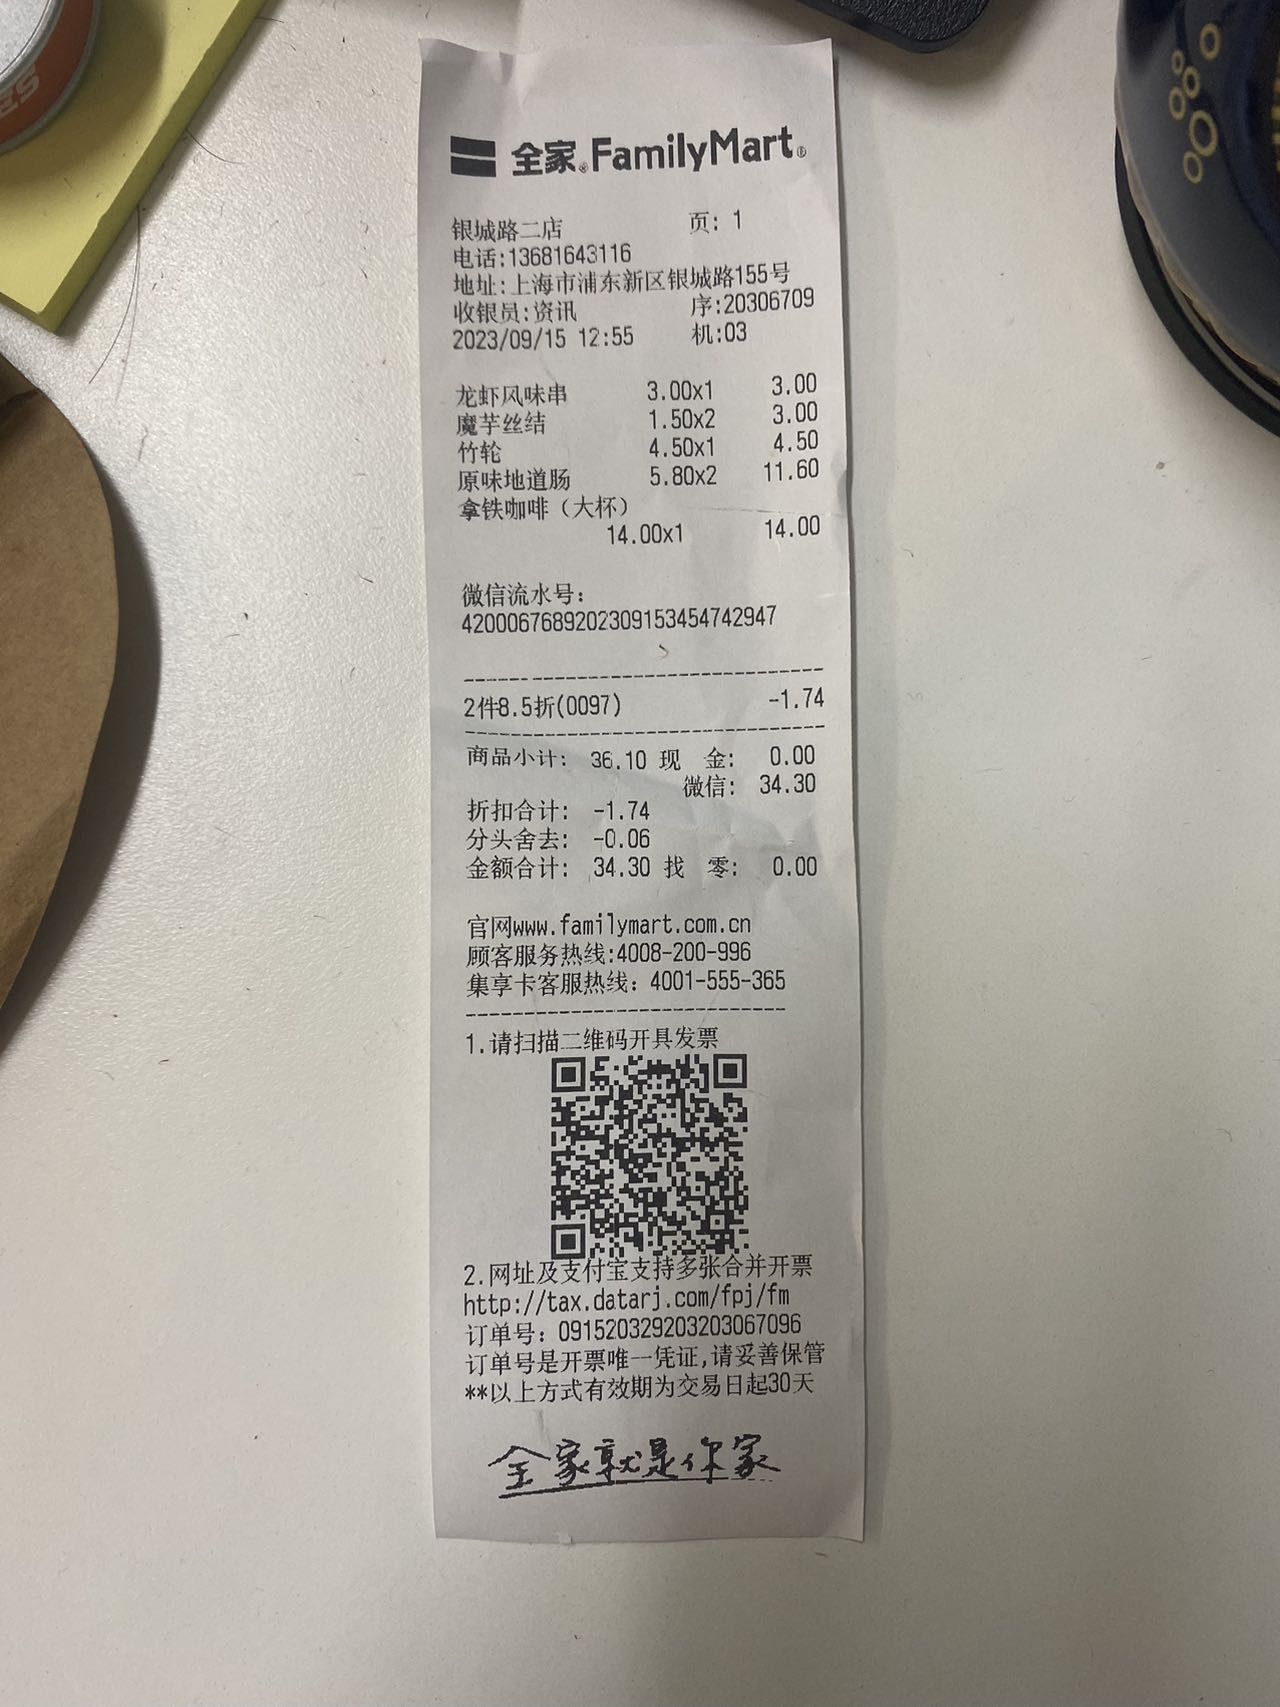 全家®FamilyMart®
银城路二店 页: 1
电话:13681643116
地址:上海市浦东新区银城路155号
收银员:资讯 序:20306709
2023/09/15 12:55 机:03
龙虾风味串 3.00x1 3.00
魔芋丝结 1.50x2 3.00
竹轮 4.50x1 4.50
原味地道肠 5.80x2 11.60
拿铁咖啡（大杯）
14.00x1 14.00
微信流水号：
4200067689202309153454742947
2件8.5折(0097) -1.74
商品小计: 36.10 现 金: 0.00
微信: 34.30
折扣合计: -1.74
分头舍去: -0.06
金额合计: 34.30 找 零: 0.00
官网www.familymart.com.cn
顾客服务热线:4008-200-996
集享卡客服热线: 4001-555-365
1.请扫描二维码开具发票
2.网址及支付宝支持多张合并开票
http://tax.datarj.com/fpj/fm
订单号: 091520329203203067096
订单号是开票唯一凭证,请妥善保管
**以上方式有效期为交易日起30天
全家就是你家